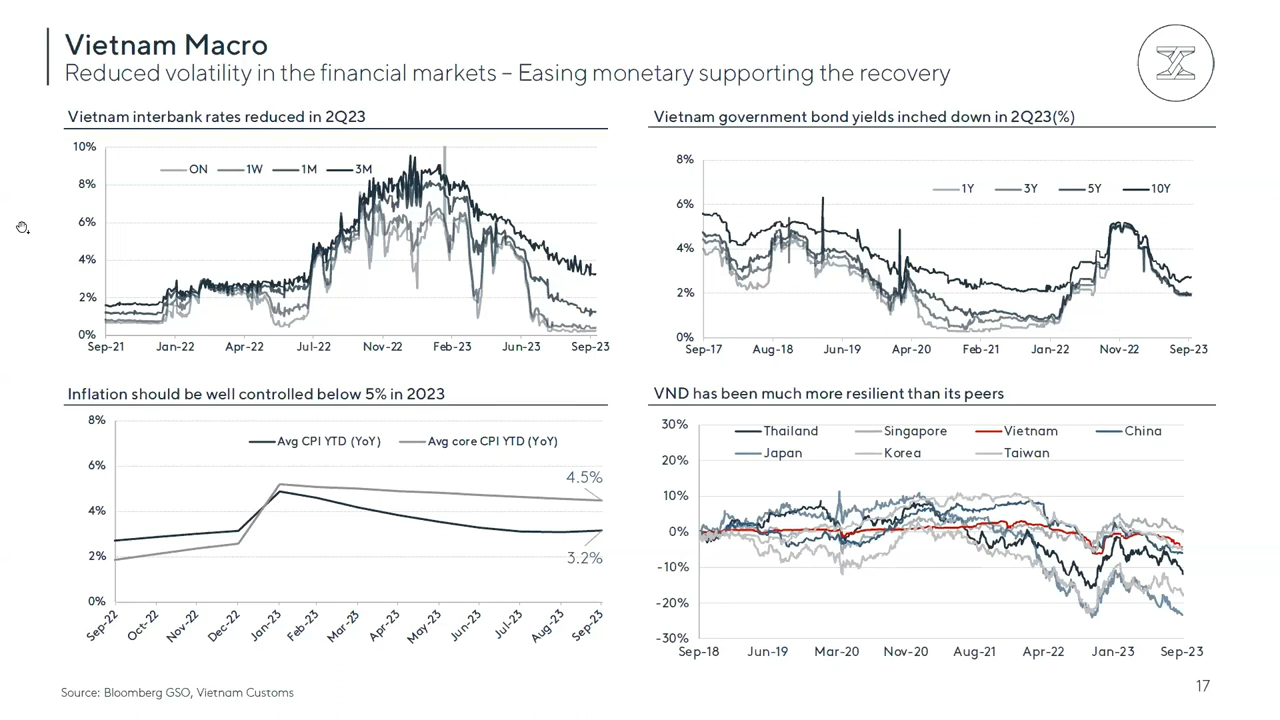 Vietnam Macro
Reduced volatility in the financial markets – Easing monetary supporting the recovery
Vietnam interbank rates reduced in 2Q23
10%
8%
6%
4%
2%
0%
ON 1W 1M 3M
Sep-21 Jan-22 Apr-22 Jul-22 Nov-22 Feb-23 Jun-23 Sep-23
Vietnam government bond yields inched down in 2Q23(%)
8%
6%
4%
2%
0%
1Y 3Y 5Y 10Y
Sep-17 Aug-18 Jun-19 Apr-20 Feb-21 Jan-22 Nov-22 Sep-23
Inflation should be well controlled below 5% in 2023
8%
6%
4%
2%
0%
Avg CPI YTD (YoY) Avg core CPI YTD (YoY)
4.5%
3.2%
Sep-22 Oct-22 Nov-22 Dec-22 Jan-23 Feb-23 Mar-23 Apr-23 May-23 Jun-23 Jul-23 Aug-23 Sep-23
VND has been much more resilient than its peers
30%
20%
10%
0%
-10%
-20%
-30%
Thailand Singapore Vietnam China
Japan Korea Taiwan
Sep-18 Jun-19 Mar-20 Nov-20 Aug-21 Apr-22 Jan-23 Sep-23
Source: Bloomberg GSO, Vietnam Customs
17